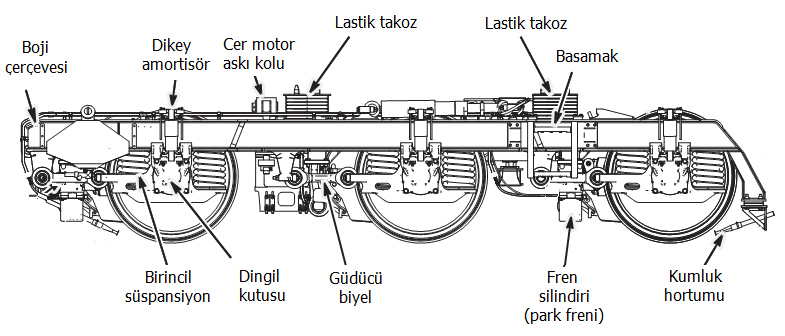 Boji
çerçevesi
Dikey
amortisör
Cer motor
askı kolu
Lastik takoz
Lastik takoz
Basamak
Birincil
süspansiyon
Dingil
kutusu
Güdücü
biyel
Fren
silindiri
(park freni)
Kumluk
hortumu